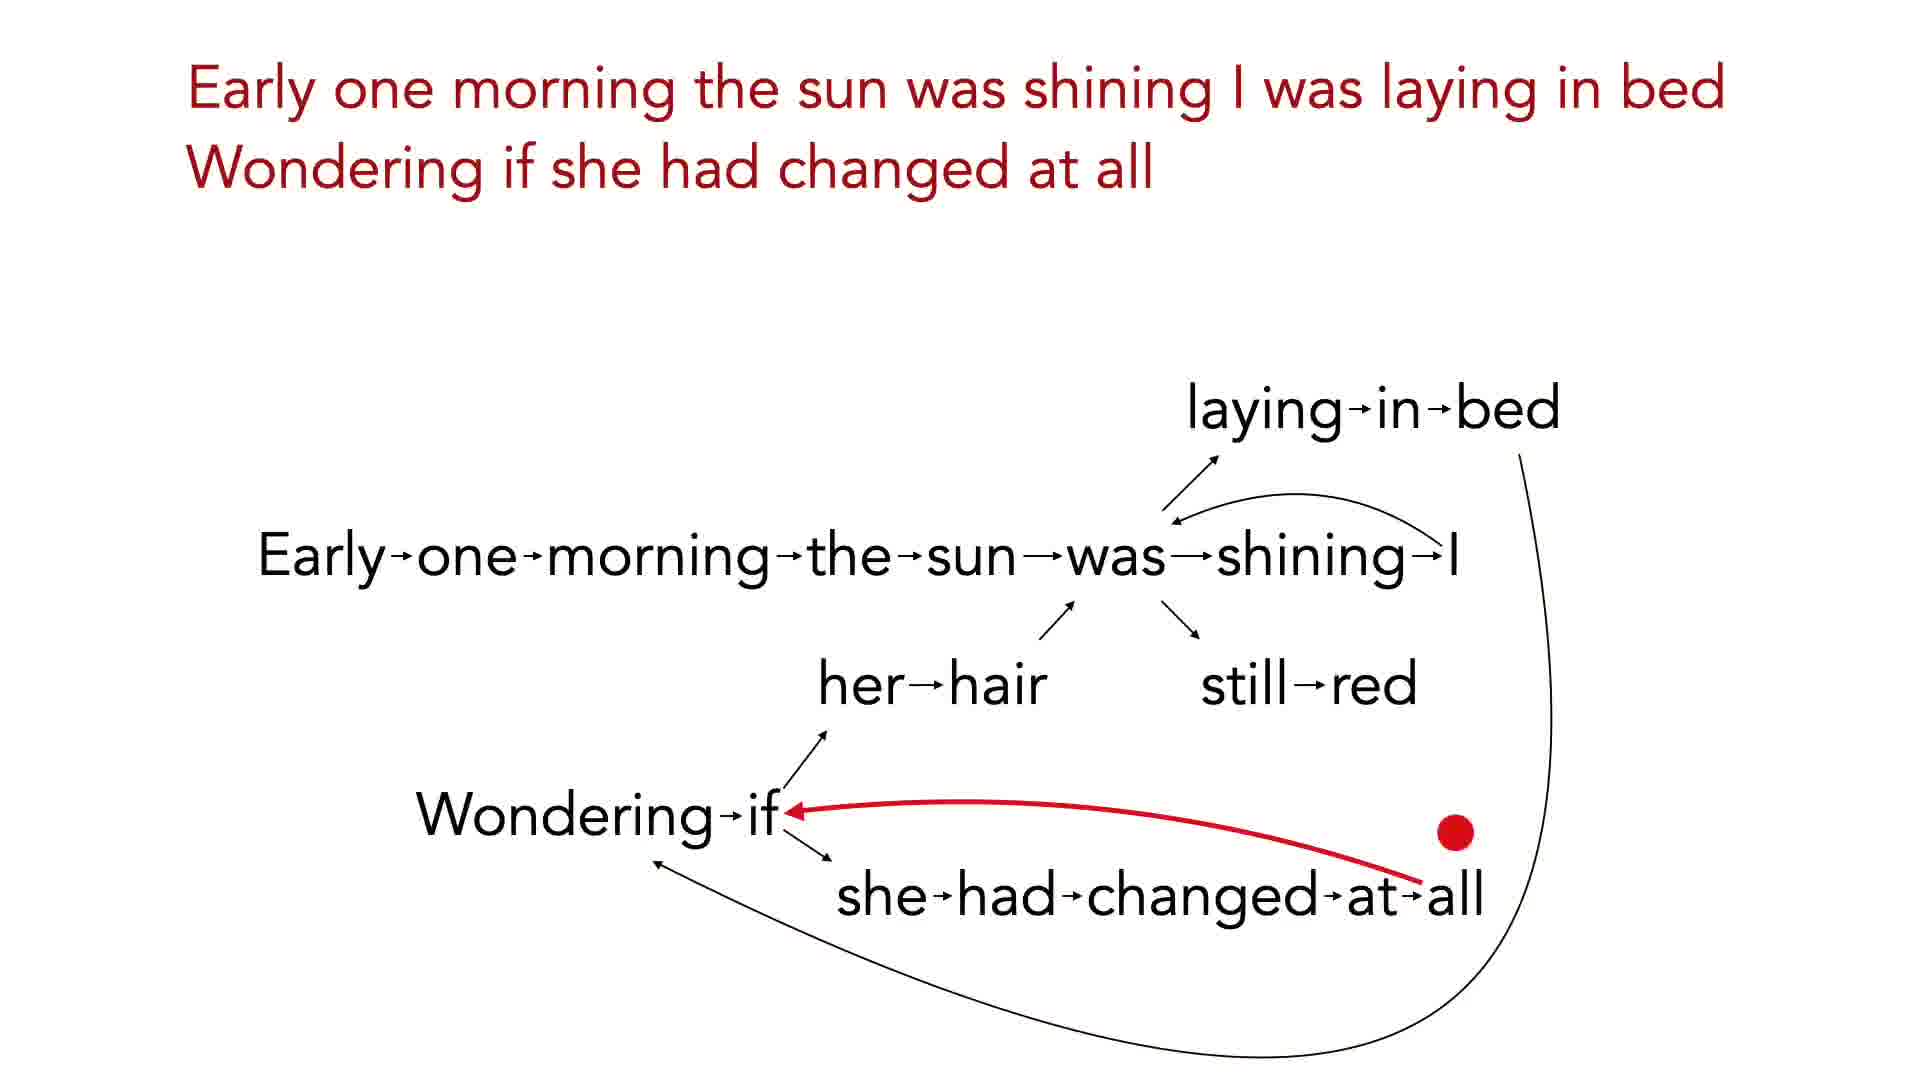 Early one morning the sun was shining I was laying in bed
Wondering if she had changed at all
laying in bed
Early one morning the sun was shining I
her hair still red
Wondering if
she had changed at all